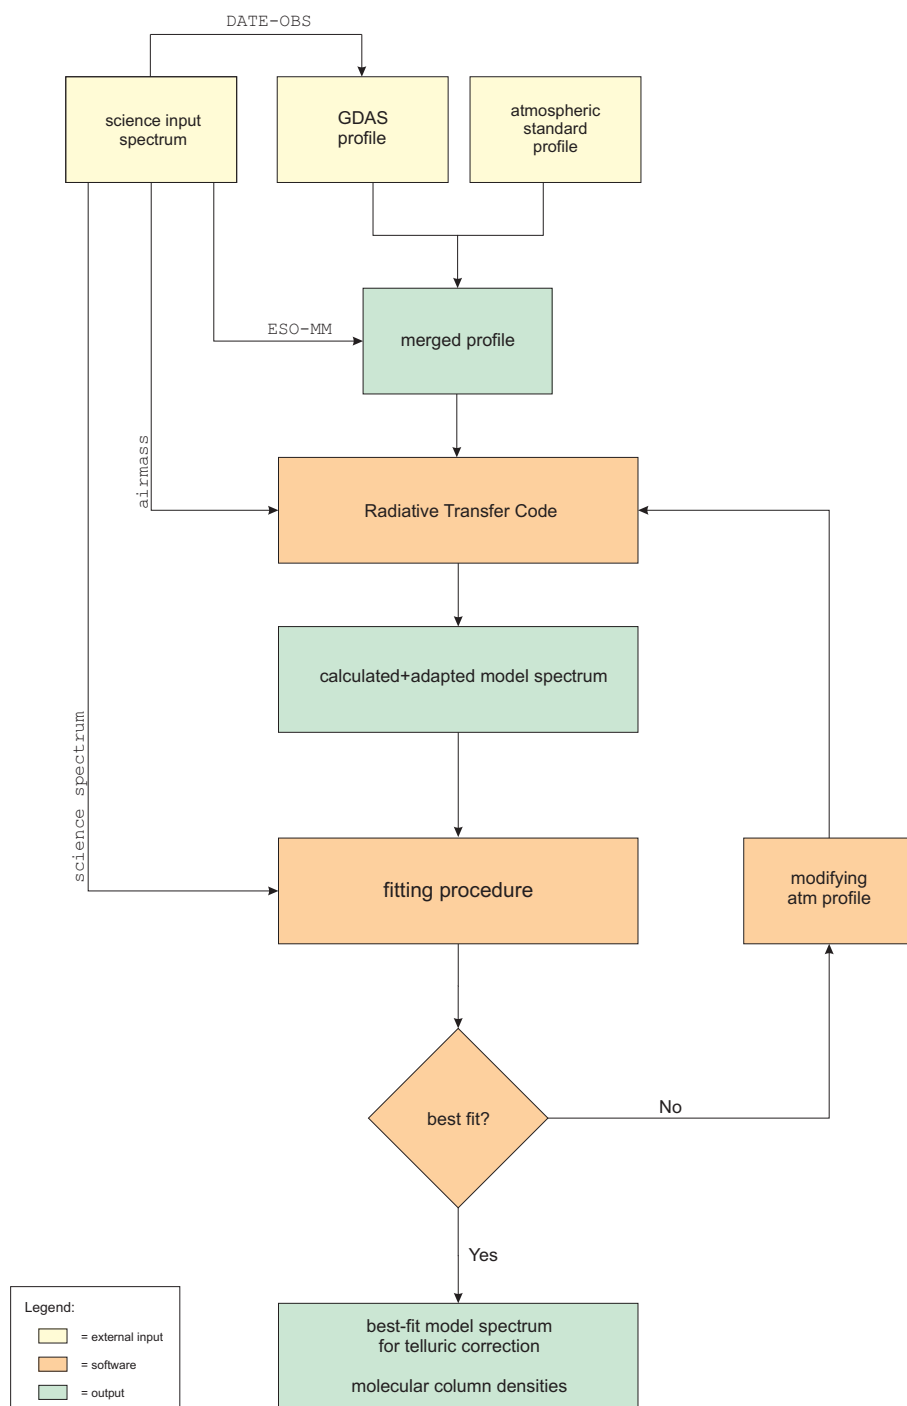 DATE-OBS
science input
spectrum
GDAS
profile
atmospheric
standard
profile
ESO-MM
merged profile
airmass
Radiative Transfer Code
calculated+adapted model spectrum
science spectrum
fitting procedure
modifying
atm profile
best fit?
No
Yes
best-fit model spectrum
for telluric correction
molecular column densities
Legend:
= external input
= software
= output